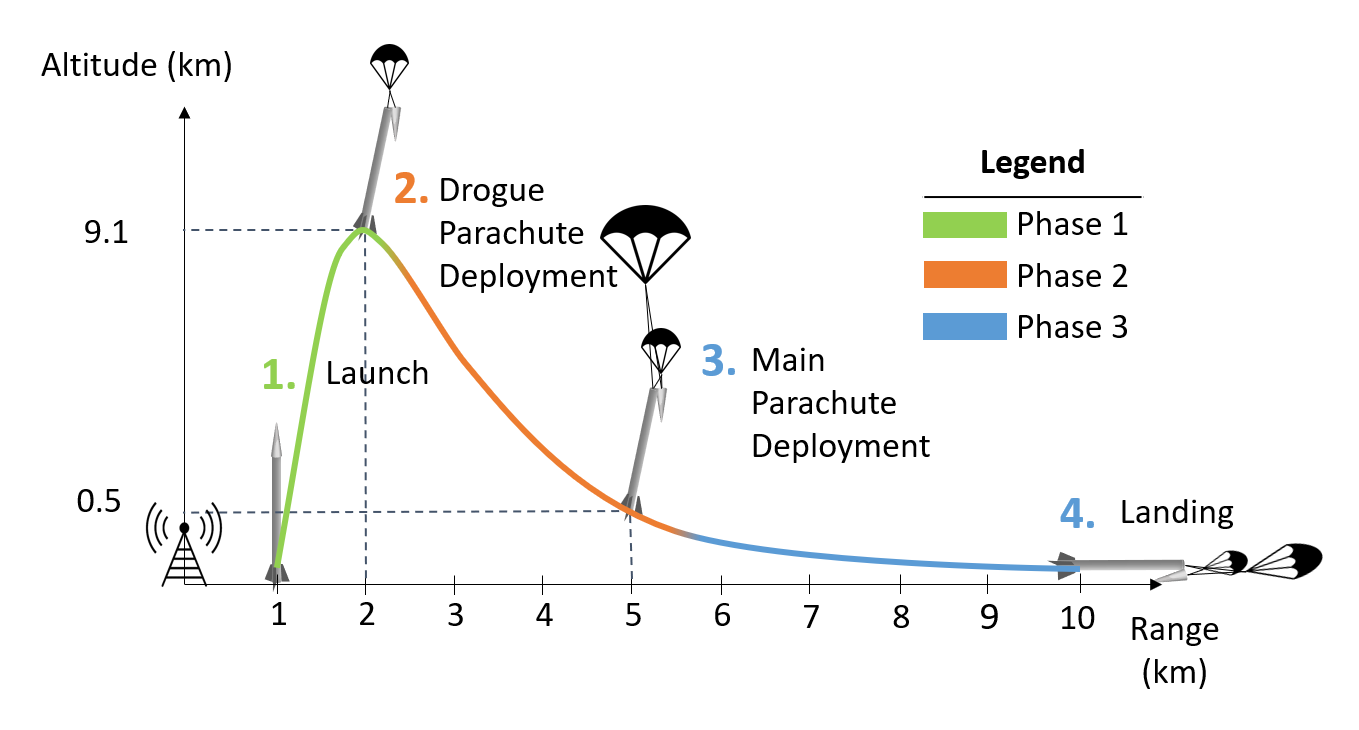 Altitude (km)
9.1
0.5
1. Launch
2. Drogue
Parachute
Deployment
3. Main
Parachute
Deployment
4. Landing
Legend
Phase 1
Phase 2
Phase 3
1 2 3 4 5 6 7 8 9 10
Range
(km)